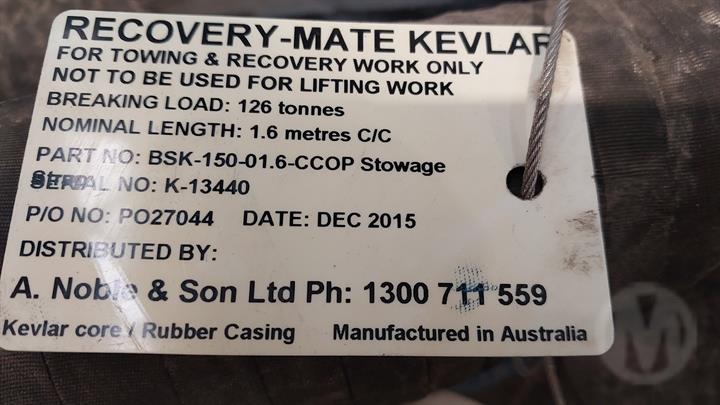 RECOVERY-MATE KEVLAR
FOR TOWING & RECOVERY WORK ONLY
NOT TO BE USED FOR LIFTING WORK
BREAKING LOAD: 126 tonnes
NOMINAL LENGTH: 1.6 metres C/C
PART NO: BSK-150-01.6-CCOP Stowage
Strap
SERIAL NO: K-13440
P/O NO: PO27044 DATE: DEC 2015
DISTRIBUTED BY:
A. Noble & Son Ltd Ph: 1300 711 559
Kevlar core / Rubber Casing Manufactured in Australia
M